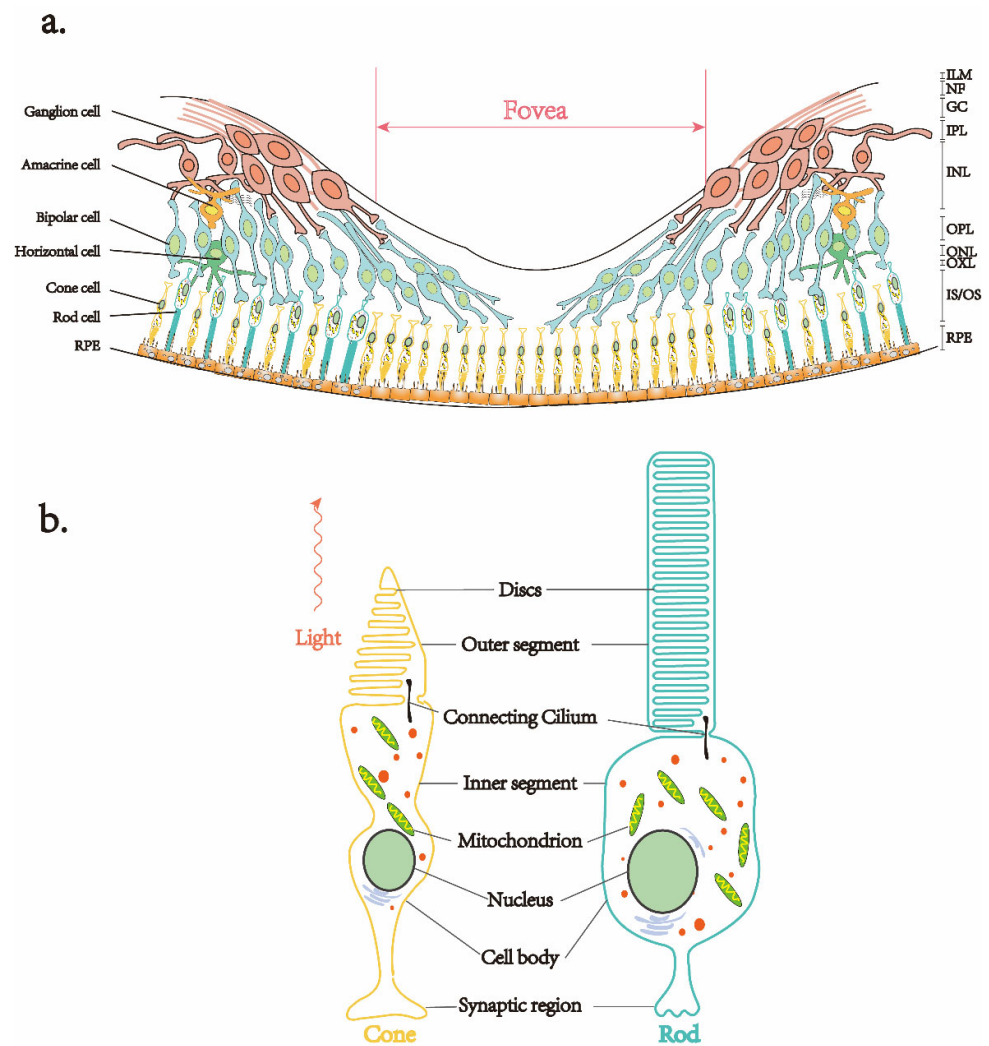 a.
Fovea
Ganglion cell
Amacrine cell
Bipolar cell
Horizontal cell
Cone cell
Rod cell
RPE
ILM
NF
GC
IPL
INL
OPL
ONL
OXL
IS/OS
RPE
b.
Light
Discs
Outer segment
Connecting Cilium
Inner segment
Mitochondrion
Nucleus
Cell body
Synaptic region
Cone
Rod